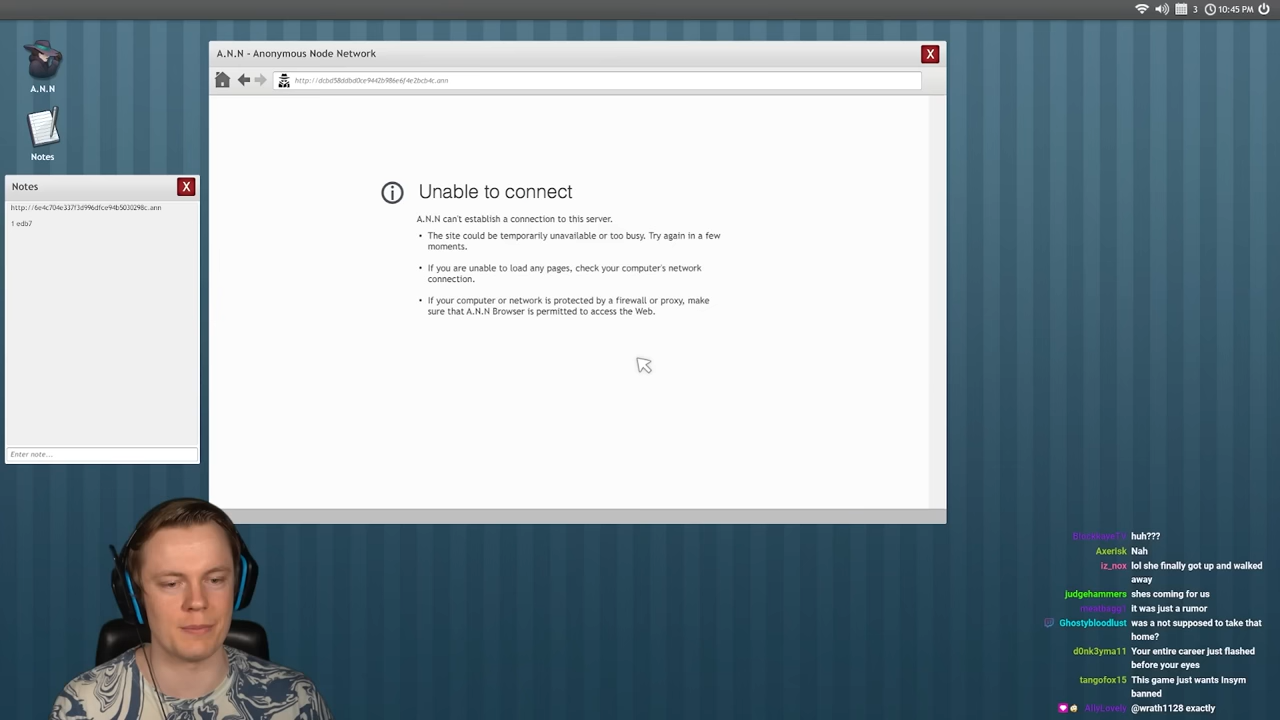 3
10:45 PM
A.N.N
Notes
A.N.N - Anonymous Node Network
X
http://dcbd58ddbd0ce9442b986e6f4e2bcb4c.ann
Unable to connect
A.N.N can't establish a connection to this server.
• The site could be temporarily unavailable or too busy. Try again in a few
moments.
• If you are unable to load any pages, check your computer's network
connection.
• If your computer or network is protected by a firewall or proxy, make
sure that A.N.N Browser is permitted to access the Web.
Notes
X
http://6e4c704e337f3d996dfce94b5030298c.ann
1 edb7
Enter note...
huh???
Axerisk Nah
iz_nox lol she finally got up and walked
away
judgehammers shes coming for us
it was just a rumor
Ghostybloodlust was a not supposed to take that
home?
d0nk3yma11 Your entire career just flashed
before your eyes
tangofox15 This game just wants Insym
banned
AllyLovely @wrath1128 exactly